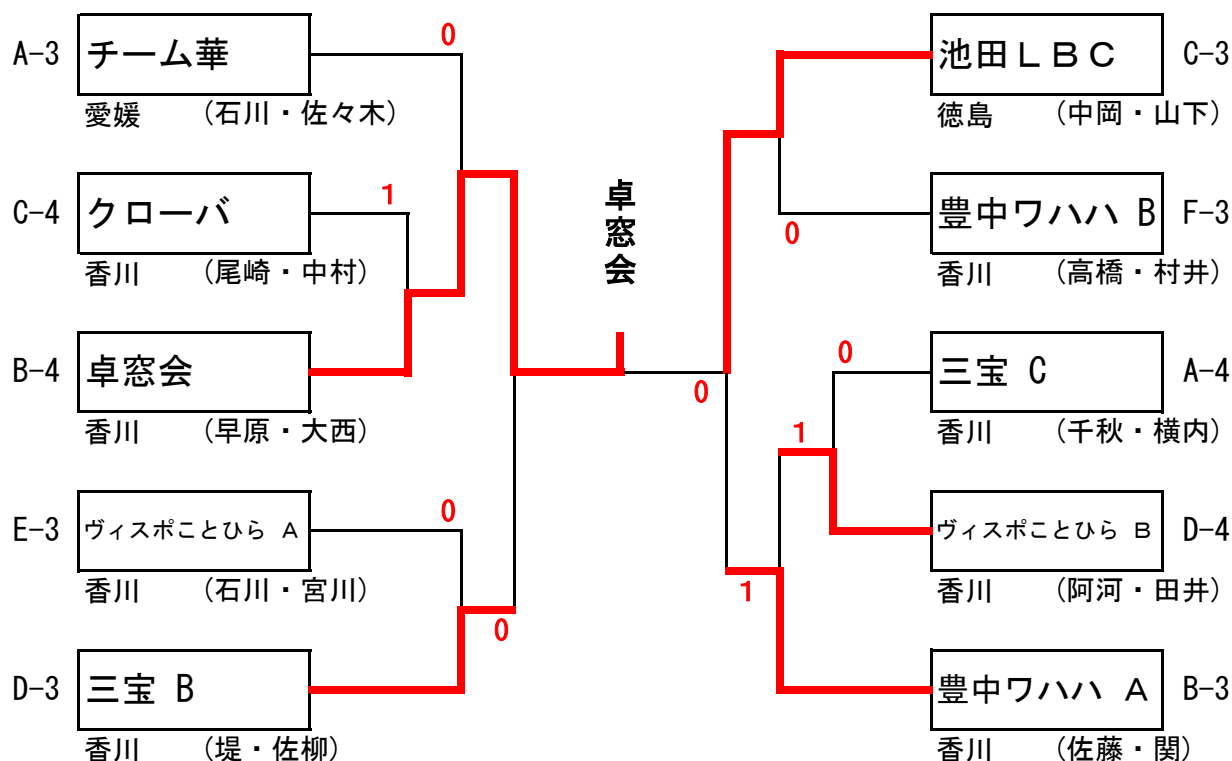 A-3 チーム華
愛媛 (石川・佐々木)
0
C-4 クローバ
香川 (尾崎・中村)
1
B-4 卓窓会
香川 (早原・大西)
E-3 ヴィスポことひら A
香川 (石川・宮川)
0
D-3 三宝 B
香川 (堤・佐柳)
0
卓窓会
0
池田LBC C-3
徳島 (中岡・山下)
豊中ワハハ B F-3
香川 (高橋・村井)
0
三宝 C A-4
香川 (千秋・横内)
0
1
ヴィスポことひら B D-4
香川 (阿河・田井)
1
豊中ワハハ A B-3
香川 (佐藤・関)